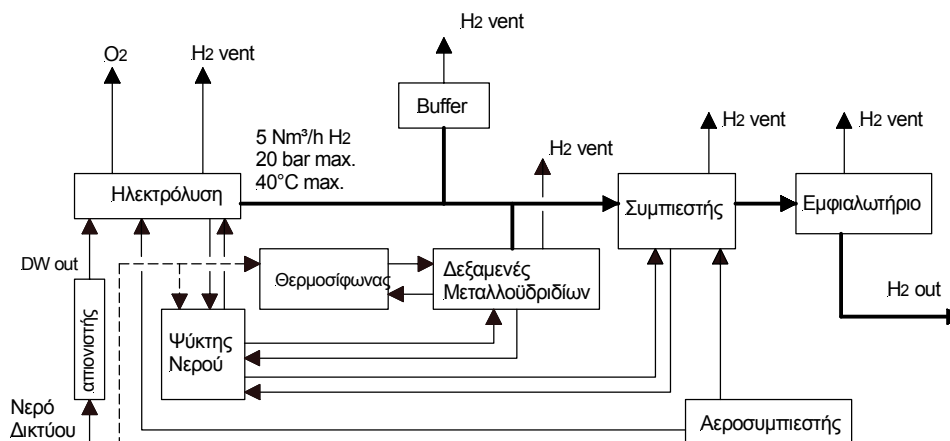 H2 vent
O2
H2 vent
Buffer
5 Nm³/h H2
20 bar max.
40°C max.
H2 vent
H2 vent
H2 vent
Ηλεκτρόλυση
Συμπιεστής
Εμφιαλωτήριο
DW out
Θερμοσίφωνας
Δεξαμενές
Μεταλλοϋδριδίων
H2 out
απιονιστής
Ψύκτης
Νερού
Νερό
Δικτύου
Αεροσυμπιεστής